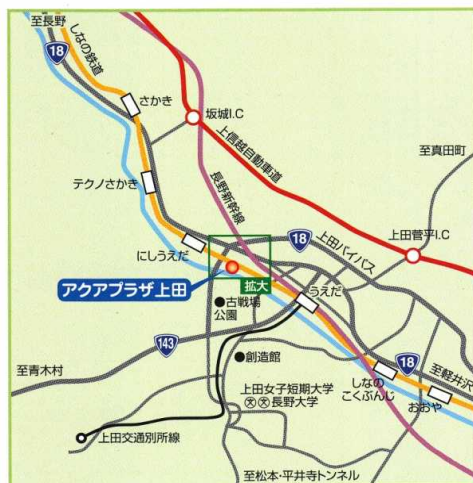 至長野
18
しなの鉄道
さかき
坂城I.C
上信越自動車道
至真田町
テクノさかき
長野新幹線
にしうえだ
18
上田バイパス
上田菅平I.C
アクアプラザ上田
拡大
うえだ
●古戦場
公園
143
至青木村
●創造館
18
至軽井沢
しなの
こくぶんじ
おおや
上田女子短期大学
文大長野大学
上田交通別所線
至松本・平井寺トンネル